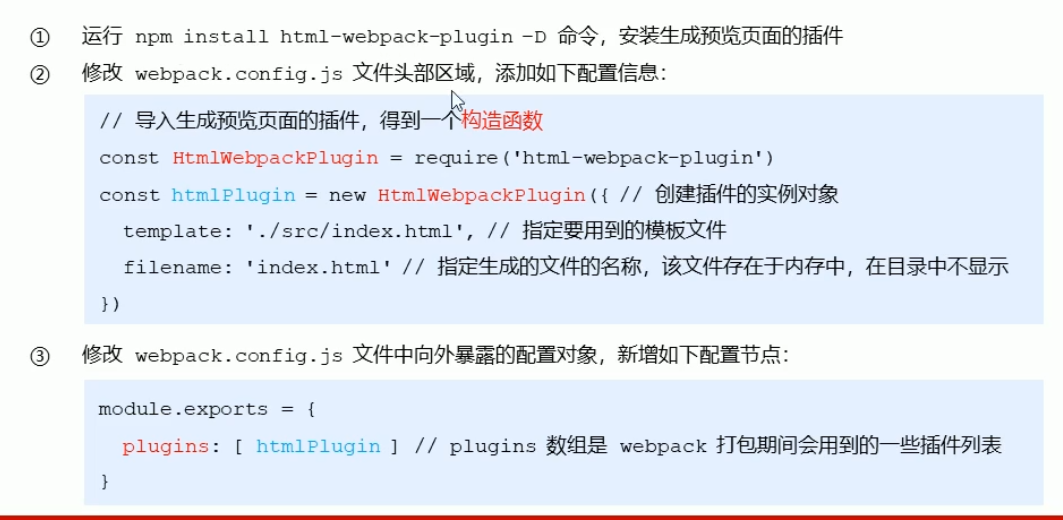 ① 运行 npm install html-webpack-plugin -D 命令，安装生成预览页面的插件
② 修改 webpack.config.js 文件头部区域，添加如下配置信息：
// 导入生成预览页面的插件，得到一个构造函数
const HtmlWebpackPlugin = require('html-webpack-plugin')
const htmlPlugin = new HtmlWebpackPlugin({ // 创建插件的实例对象
template: './src/index.html', // 指定要用到的模板文件
filename: 'index.html' // 指定生成的文件的名称，该文件存在于内存中，在目录中不显示
})
③ 修改 webpack.config.js 文件中向外暴露的配置对象，新增如下配置节点：
module.exports = {
plugins: [ htmlPlugin ] // plugins 数组是 webpack 打包期间会用到的一些插件列表
}